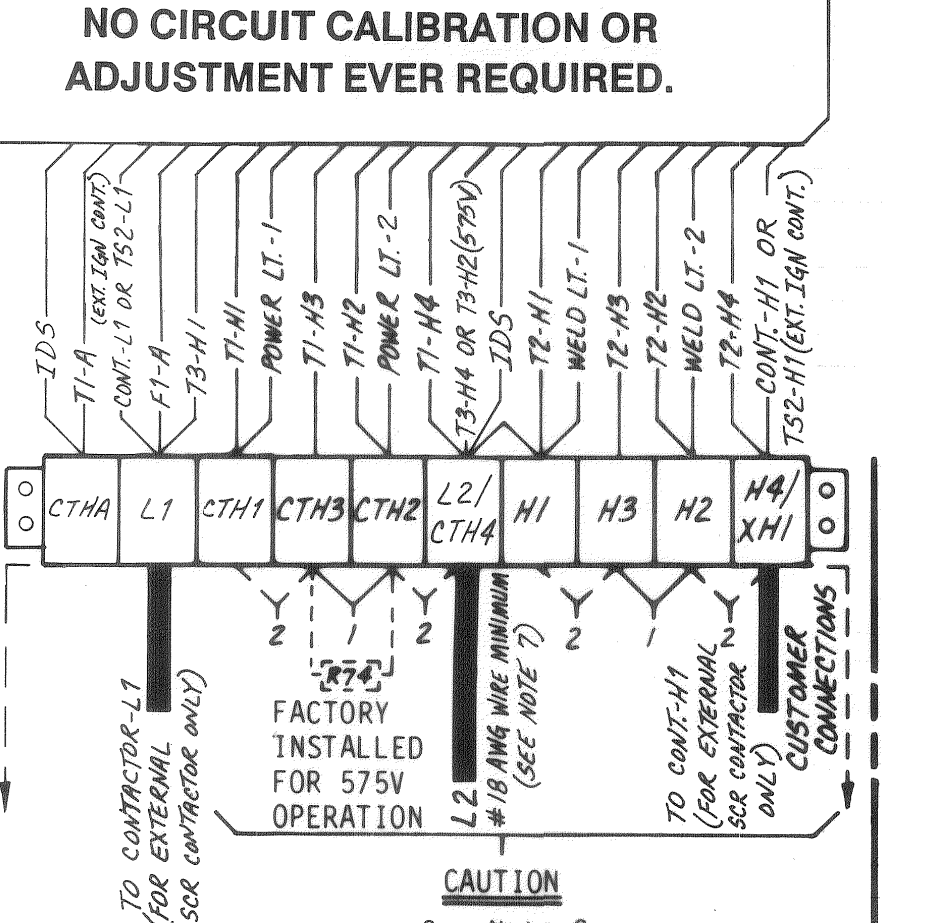 NO CIRCUIT CALIBRATION OR
ADJUSTMENT EVER REQUIRED.
IDS
T1-A
(EXT. IGN CONT.)
CONT.-L1 OR TS2-L1
F1-A
T3-H1
T1-H1
POWER LT.-1
T1-H3
T1-H2
POWER LT.-2
T1-H4
T3-H4 OR T3-H2(575V)
IDS
T2-H1
WELD LT.-1
T2-H3
T2-H2
WELD LT.-2
T2-H4
CONT.-H1 OR
TS2-H1(EXT. IGN CONT.)
CTHA
L1
CTH1
CTH3
CTH2
L2/
CTH4
H1
H3
H2
H4/
XH1
2
1
2
2
1
2
R74
FACTORY
INSTALLED
FOR 575V
OPERATION
TO CONTACTOR-L1
(FOR EXTERNAL
SCR CONTACTOR ONLY)
L2
#18 AWG WIRE MINIMUM
(SEE NOTE 7)
TO CONT.-H1
(FOR EXTERNAL
SCR CONTACTOR
ONLY)
CUSTOMER
CONNECTIONS
CAUTION